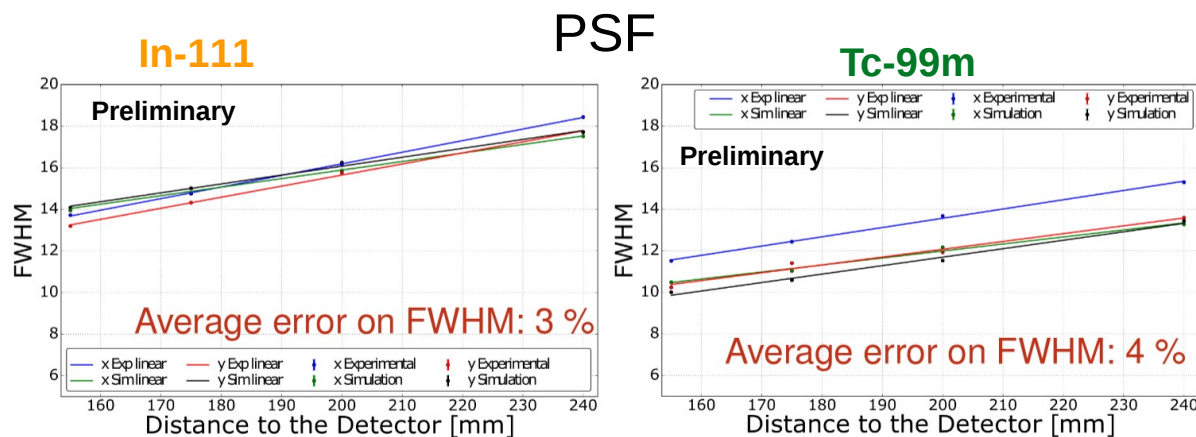 PSF
In-111
Preliminary
FWHM
20
18
16
14
12
10
8
6
Average error on FWHM: 3 %
x Exp linear y Exp linear x Experimental y Experimental
x Sim linear y Sim linear x Simulation y Simulation
160 170 180 190 200 210 220 230 240
Distance to the Detector [mm]
Tc-99m
20
x Exp linear y Exp linear x Experimental y Experimental
x Sim linear y Sim linear x Simulation y Simulation
Preliminary
FWHM
18
16
14
12
10
8
6
Average error on FWHM: 4 %
160 170 180 190 200 210 220 230 240
Distance to the Detector [mm]